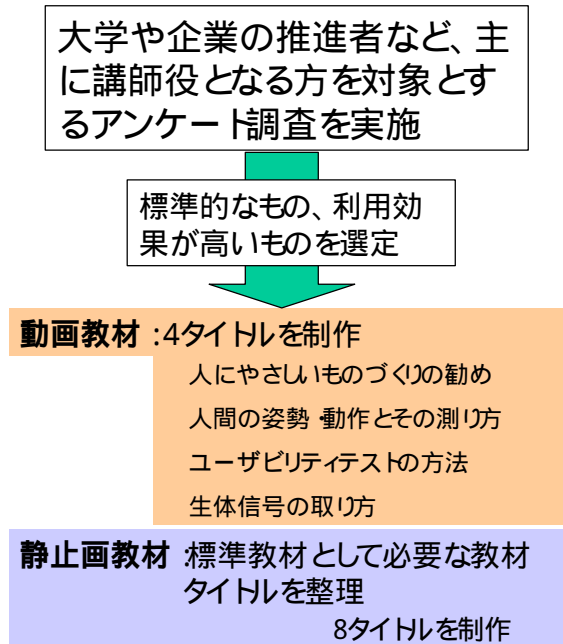 大学や企業の推進者など、主
に講師役となる方を対象とす
るアンケート調査を実施
標準的なもの、利用効
果が高いものを選定
動画教材:4タイトルを制作
人にやさしいものづくりの勧め
人間の姿勢・動作とその測り方
ユーザビリティテストの方法
生体信号の取り方
静止画教材:標準教材として必要な教材
タイトルを整理
8タイトルを制作